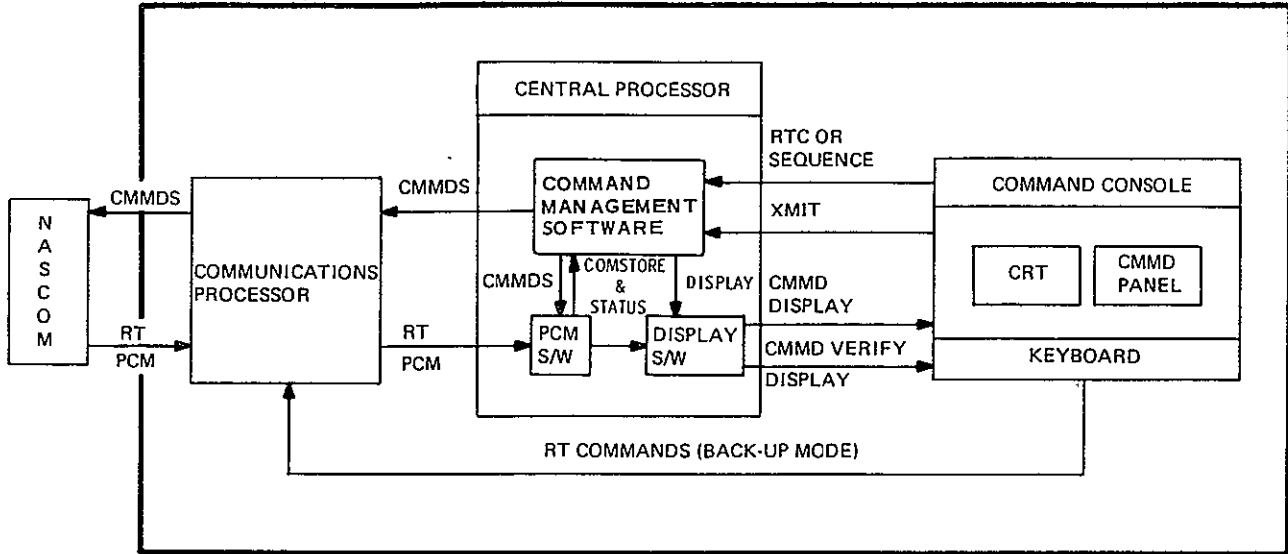 CENTRAL PROCESSOR
RTC OR
SEQUENCE
COMMAND CONSOLE
COMMAND
MANAGEMENT
SOFTWARE
XMIT
CMMDS
CMMDS
NASCOM
COMMUNICATIONS
PROCESSOR
CRT
CMMD
PANEL
CMMDS
COMSTORE
&
STATUS
DISPLAY
CMMD
DISPLAY
RT
PCM
RT
PCM
PCM
S/W
DISPLAY
S/W
CMMD VERIFY
DISPLAY
KEYBOARD
RT COMMANDS (BACK-UP MODE)